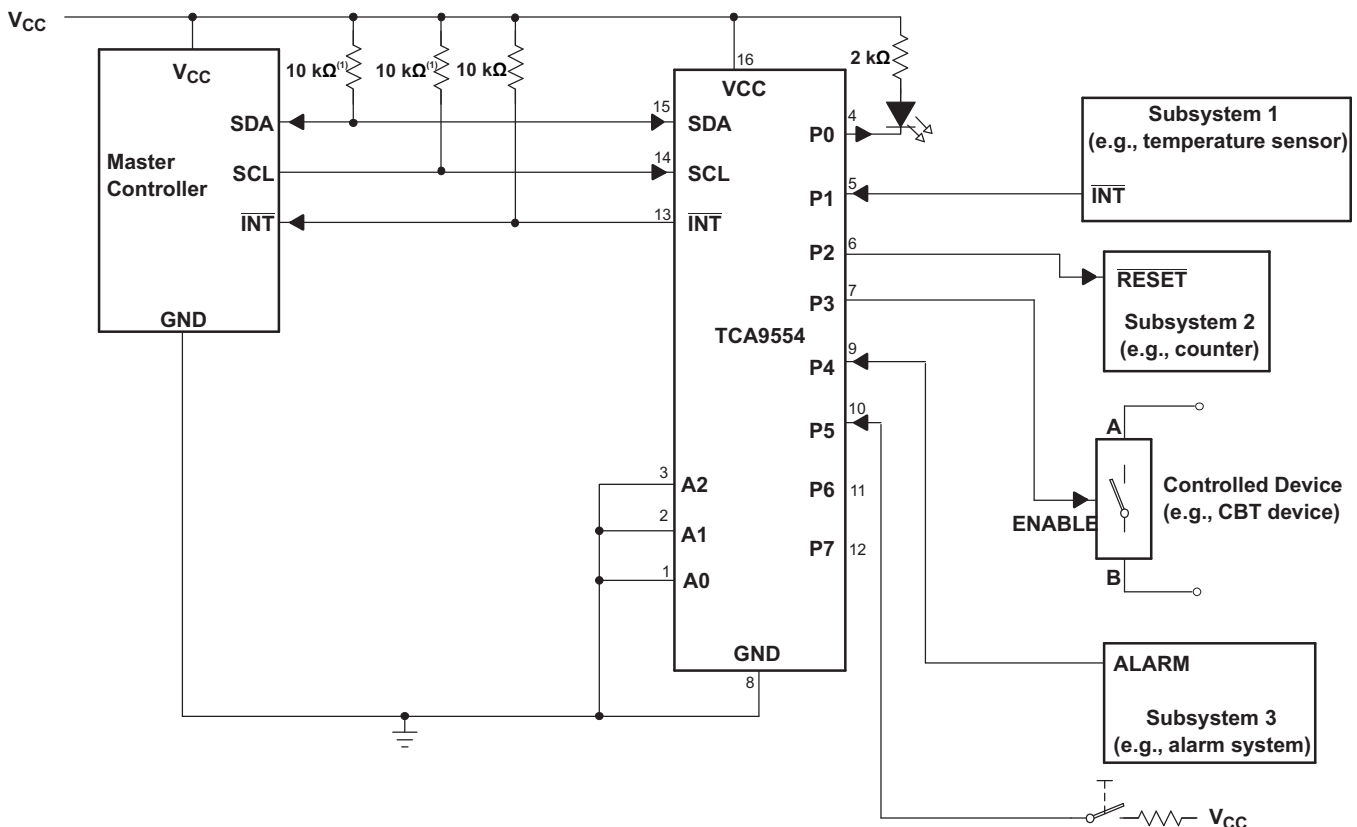 VCC
VCC
10 kΩ(1)
10 kΩ(1)
10 kΩ
2 kΩ
Master
Controller
SDA
SCL
INT
GND
16
VCC
15
SDA
14
SCL
13
INT
TCA9554
3
A2
2
A1
1
A0
GND
8
P0
4
P1
5
P2
6
P3
7
P4
9
P5
10
P6
11
P7
12
Subsystem 1
(e.g., temperature sensor)
INT
RESET
Subsystem 2
(e.g., counter)
A
ENABLE
B
Controlled Device
(e.g., CBT device)
ALARM
Subsystem 3
(e.g., alarm system)
VCC